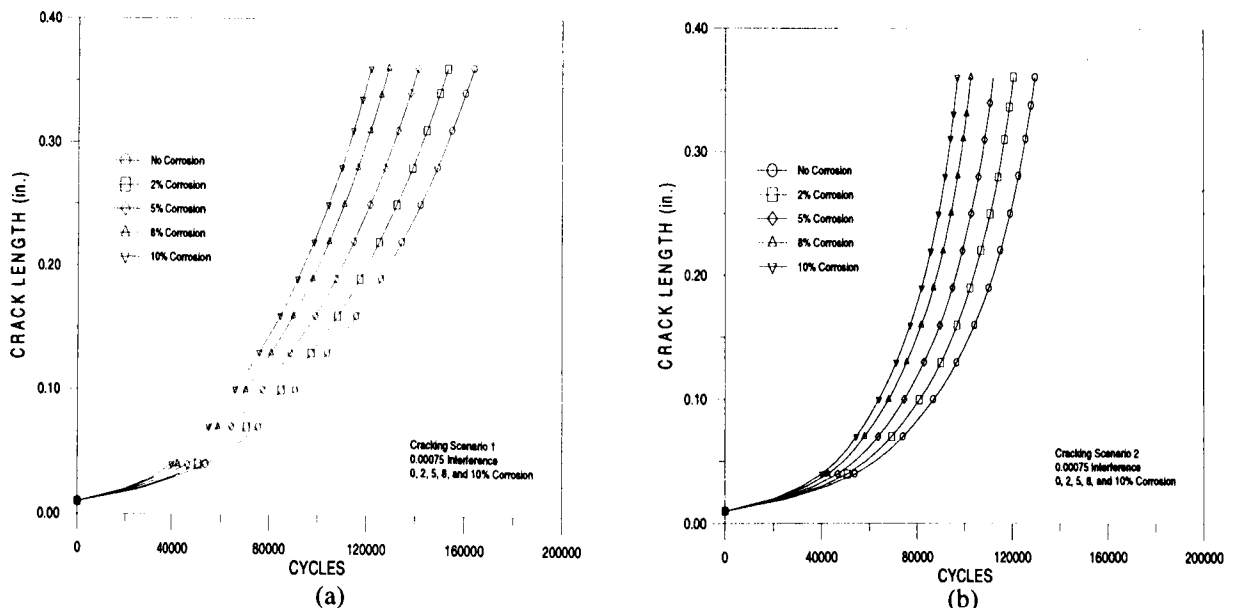 0.40
0.30
0.20
0.10
0.00
CRACK LENGTH (in.)
No Corrosion
2% Corrosion
5% Corrosion
8% Corrosion
10% Corrosion
Cracking Scenario 1
0.00075 Interference
0, 2, 5, 8, and 10% Corrosion
0
40000
80000
120000
160000
200000
CYCLES
(a)
0.40
0.30
0.20
0.10
0.00
CRACK LENGTH (in.)
No Corrosion
2% Corrosion
5% Corrosion
8% Corrosion
10% Corrosion
Cracking Scenario 2
0.00075 Interference
0, 2, 5, 8, and 10% Corrosion
0
40000
80000
120000
160000
200000
CYCLES
(b)